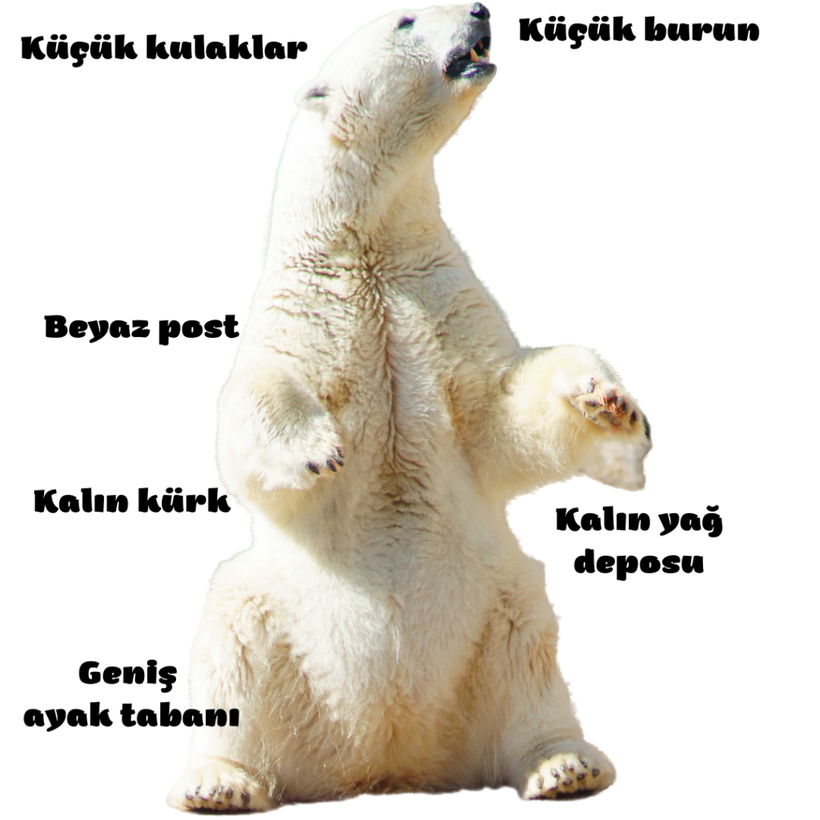 Küçük kulaklar
Küçük burun
Beyaz post
Kalın kürk
Kalın yağ
deposu
Geniş
ayak tabanı